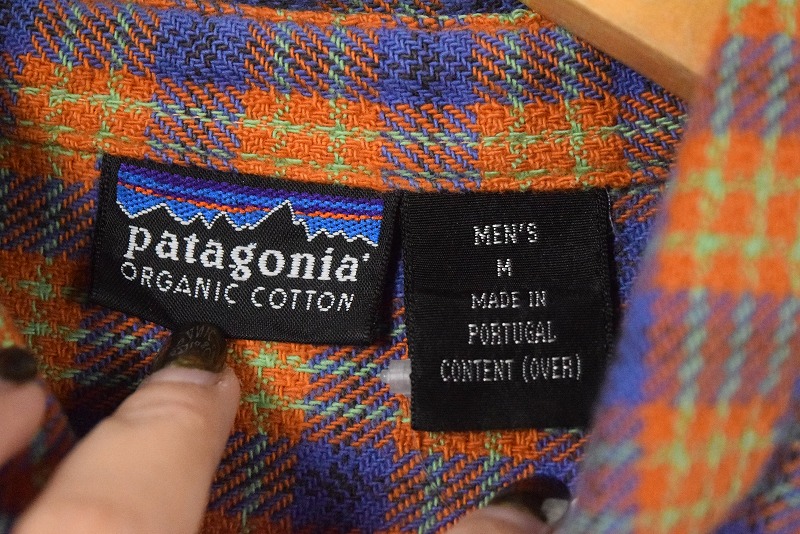 patagonia
ORGANIC COTTON
MEN'S
M
MADE IN
PORTUGAL
CONTENT (OVER)